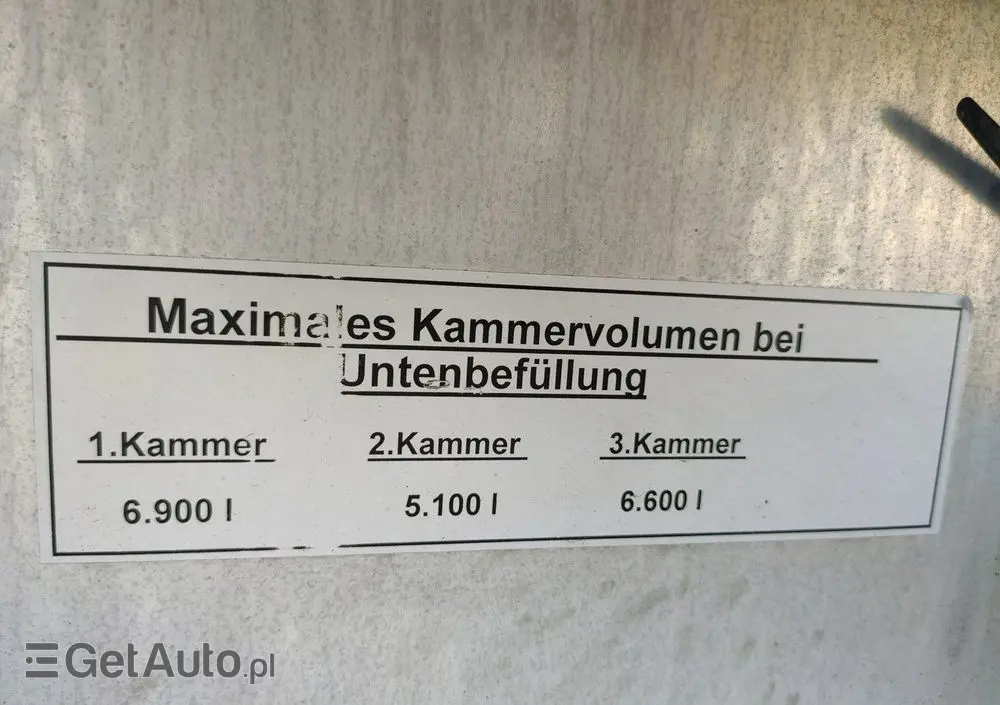 Maximales Kammervolumen bei
Untenbefüllung
1.Kammer 2.Kammer 3.Kammer
6.900 l 5.100 l 6.600 l
GetAuto.pl